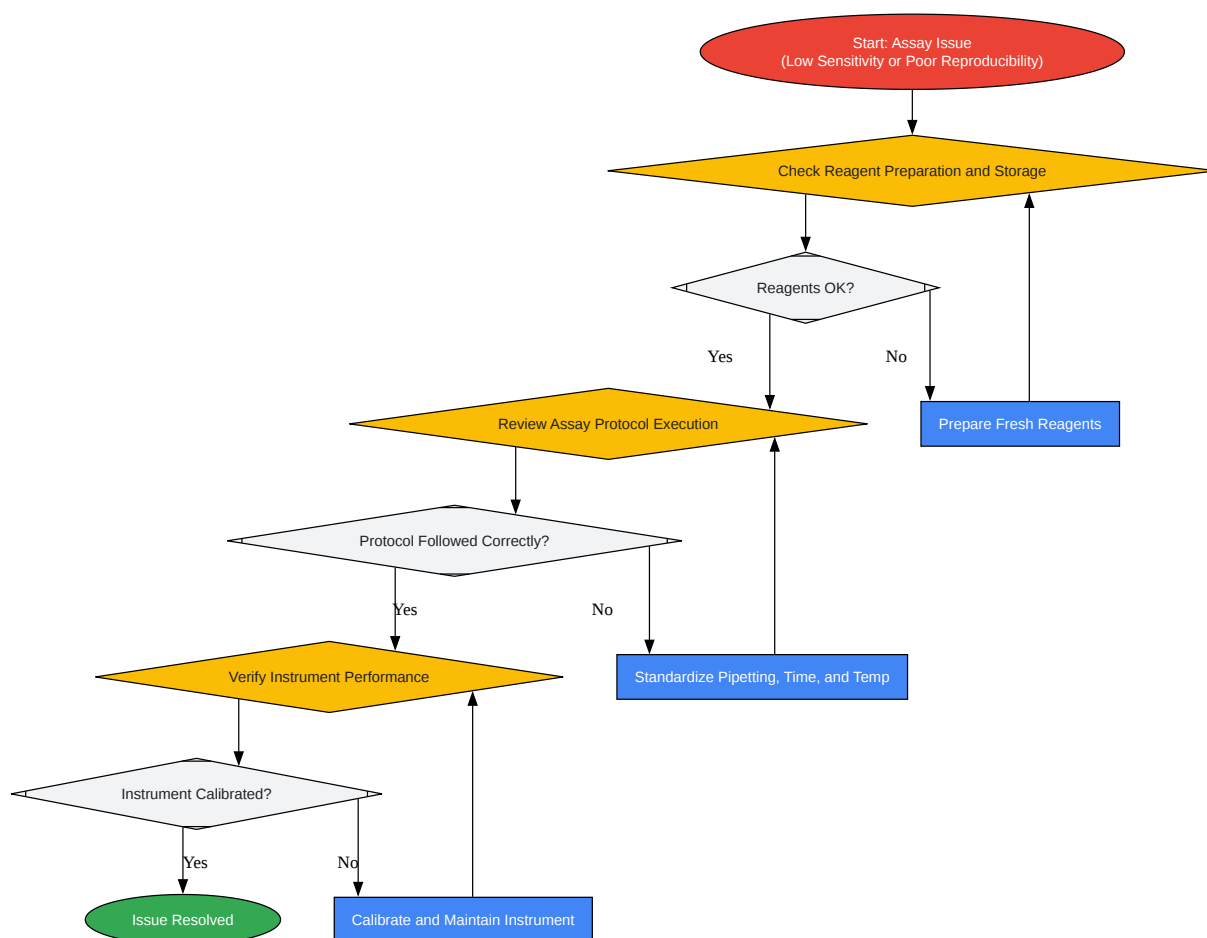 Start: Assay Issue
(Low Sensitivity or Poor Reproducibility)
Check Reagent Preparation and Storage
Reagents OK?
Yes
No
Review Assay Protocol Execution
Prepare Fresh Reagents
Protocol Followed Correctly?
Yes
No
Verify Instrument Performance
Standardize Pipetting, Time, and Temp
Instrument Calibrated?
Yes
No
Issue Resolved
Calibrate and Maintain Instrument